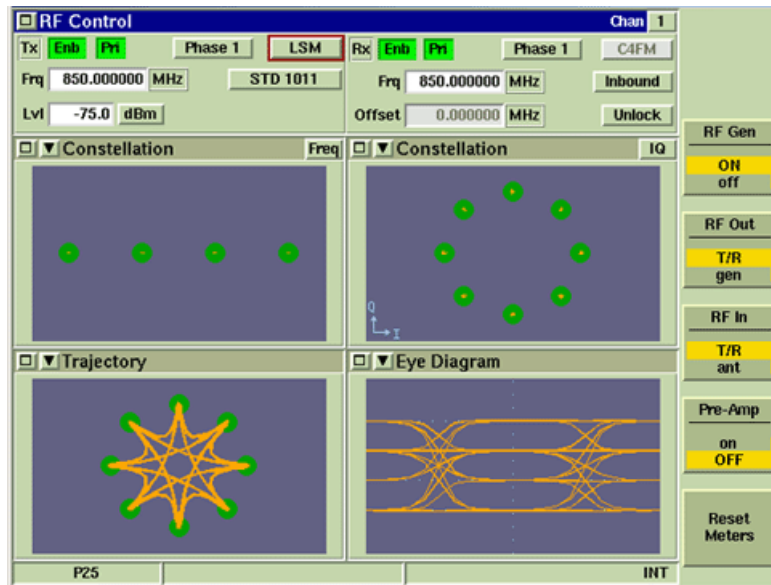 RF Control
Chan 1
Tx Enb Pri Phase 1 LSM
Frq 850.000000 MHz STD 1011
Lvl -75.0 dBm
Rx Enb Pri Phase 1 C4FM
Frq 850.000000 MHz Inbound
Offset 0.000000 MHz Unlock
Constellation Freq
Constellation IQ
Q
I
Trajectory
Eye Diagram
RF Gen
ON
off
RF Out
T/R
gen
RF In
T/R
ant
Pre-Amp
on
OFF
Reset
Meters
P25
INT